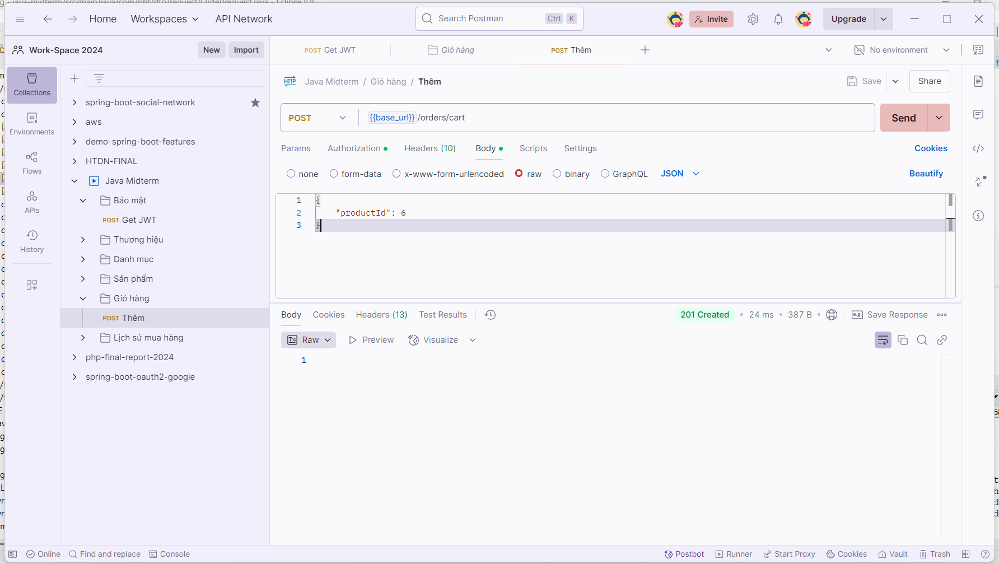 Home
Workspaces
API Network
Search Postman
Ctrl
K
Invite
Upgrade
Work-Space 2024
New
Import
POST Get JWT
Giỏ hàng
POST Thêm
No environment
Collections
Environments
Flows
APIs
History
spring-boot-social-network
aws
demo-spring-boot-features
HTDN-FINAL
Java Midterm
Bảo mật
POST Get JWT
Thương hiệu
Danh mục
Sản phẩm
Giỏ hàng
POST Thêm
Lịch sử mua hàng
php-final-report-2024
spring-boot-oauth2-google
HTTP
Java Midterm / Giỏ hàng / Thêm
Save
Share
POST
{{base_url}}/orders/cart
Send
Params
Authorization
Headers (10)
Body
Scripts
Settings
Cookies
none
form-data
x-www-form-urlencoded
raw
binary
GraphQL
JSON
Beautify
1 {
2 "productId": 6
3 }
Body
Cookies
Headers (13)
Test Results
201 Created
24 ms
387 B
e.g.
Save Response
Raw
Preview
Visualize
1
Online
Find and replace
Console
Postbot
Runner
Start Proxy
Cookies
Vault
Trash